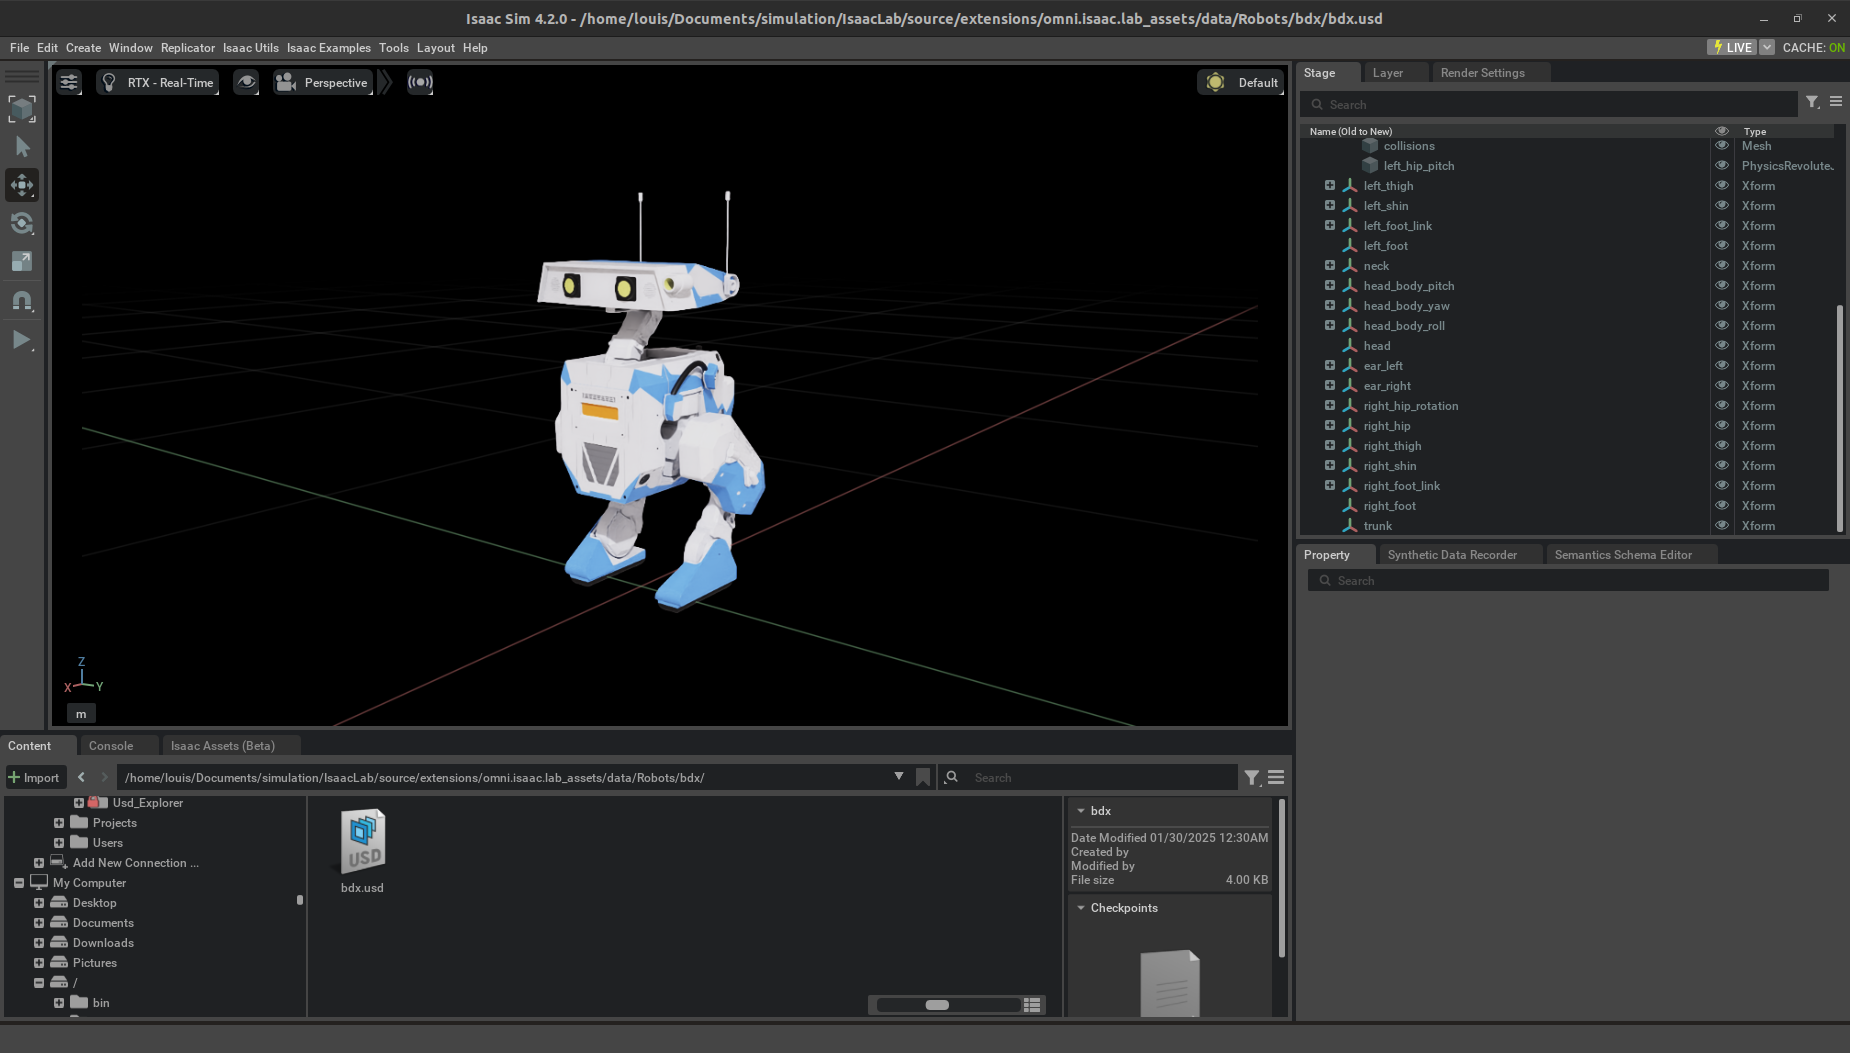 Isaac Sim 4.2.0 - /home/louis/Documents/simulation/IsaacLab/source/extensions/omni.isaac.lab_assets/data/Robots/bdx/bdx.usd
File Edit Create Window Replicator Isaac Utils Isaac Examples Tools Layout Help
LIVE CACHE: ON
RTX - Real-Time
Perspective
Default
Z
X Y
m
Stage Layer Render Settings
Search
Name (Old to New) Type
collisions Mesh
left_hip_pitch PhysicsRevolute.
left_thigh Xform
left_shin Xform
left_foot_link Xform
left_foot Xform
neck Xform
head_body_pitch Xform
head_body_yaw Xform
head_body_roll Xform
head Xform
ear_left Xform
ear_right Xform
right_hip_rotation Xform
right_hip Xform
right_thigh Xform
right_shin Xform
right_foot_link Xform
right_foot Xform
trunk Xform
Property Synthetic Data Recorder Semantics Schema Editor
Search
Content Console Isaac Assets (Beta)
Import /home/louis/Documents/simulation/IsaacLab/source/extensions/omni.isaac.lab_assets/data/Robots/bdx/ Search
Usd_Explorer
Projects
Users
Add New Connection ...
My Computer
Desktop
Documents
Downloads
Pictures
/
bin
USD
bdx.usd
bdx
Date Modified 01/30/2025 12:30AM
Created by
Modified by
File size 4.00 KB
Checkpoints